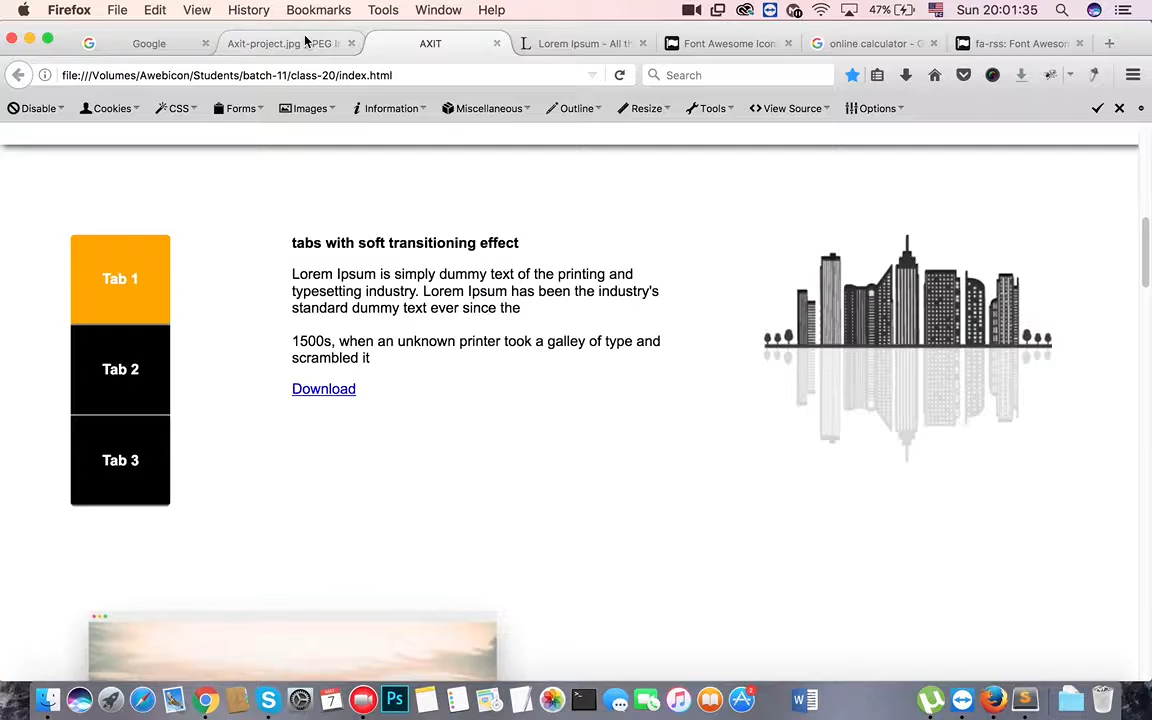 Firefox File Edit View History Bookmarks Tools Window Help 47% Sun 20:01:35
Google Axit-project.jpg AXIT Lorem Ipsum - All t Font Awesome Icon online calculator - G fa-rss: Font Aweson
file:///Volumes/Awebicon/Students/batch-11/class-20/index.html Search
Disable Cookies CSS Forms Images Information Miscellaneous Outline Resize Tools View Source Options
Tab 1
Tab 2
Tab 3
tabs with soft transitioning effect
Lorem Ipsum is simply dummy text of the printing and
typesetting industry. Lorem Ipsum has been the industry's
standard dummy text ever since the
1500s, when an unknown printer took a galley of type and
scrambled it
Download